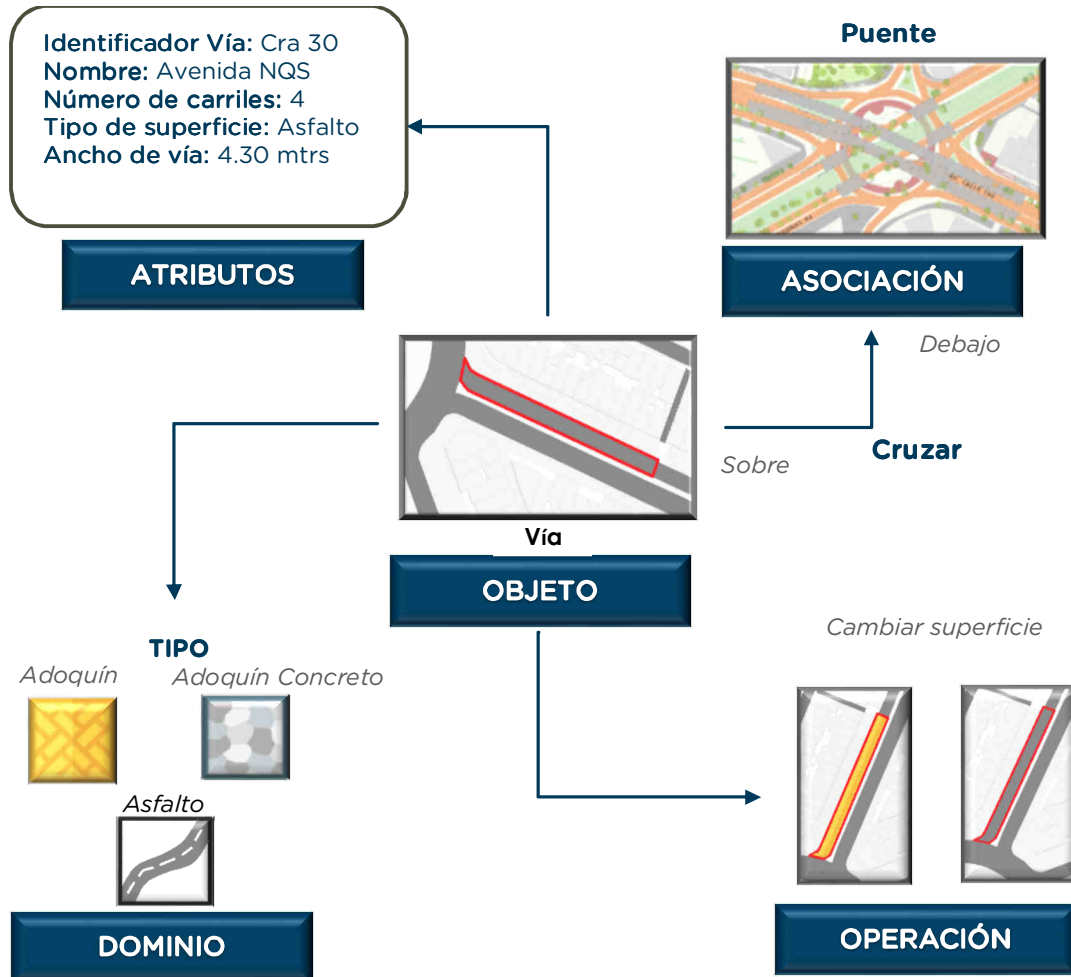 Identificador Vía: Cra 30
Nombre: Avenida NQS
Número de carriles: 4
Tipo de superficie: Asfalto
Ancho de vía: 4.30 mtrs
ATRIBUTOS
Puente
ASOCIACIÓN
Debajo
Cruzar
Sobre
Vía
OBJETO
TIPO
Adoquín
Adoquín Concreto
Asfalto
DOMINIO
Cambiar superficie
OPERACIÓN